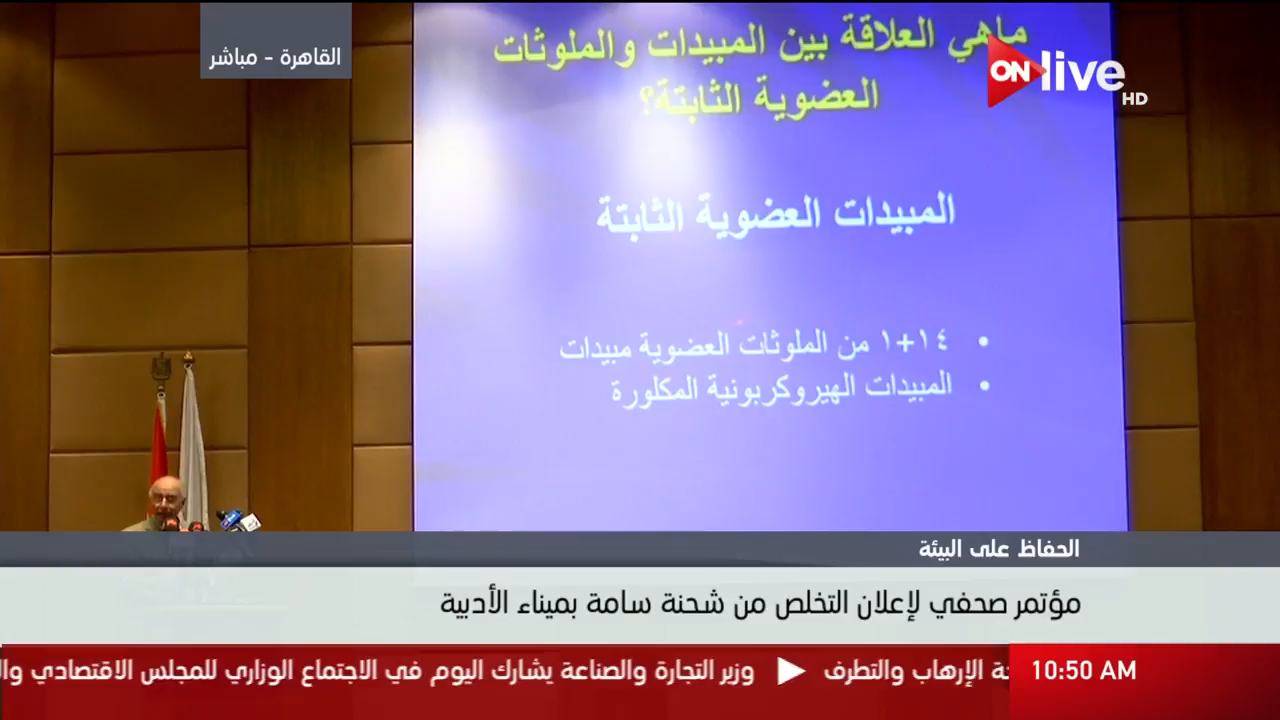 القاهرة - مباشر
ماهي العلاقة بين المبيدات والملوثات
العضوية الثابتة؟
ON live
HD
المبيدات العضوية الثابتة
• ١٤+١ من الملوثات العضوية مبيدات
• المبيدات الهيروكربونية المكلورة
الحفاظ على البيئة
مؤتمر صحفي لإعلان التخلص من شحنة سامة بميناء الأدبية
10:50 AM
الإرهاب والتطرف ◀ وزير التجارة والصناعة يشارك اليوم في الاجتماع الوزاري للمجلس الاقتصادي